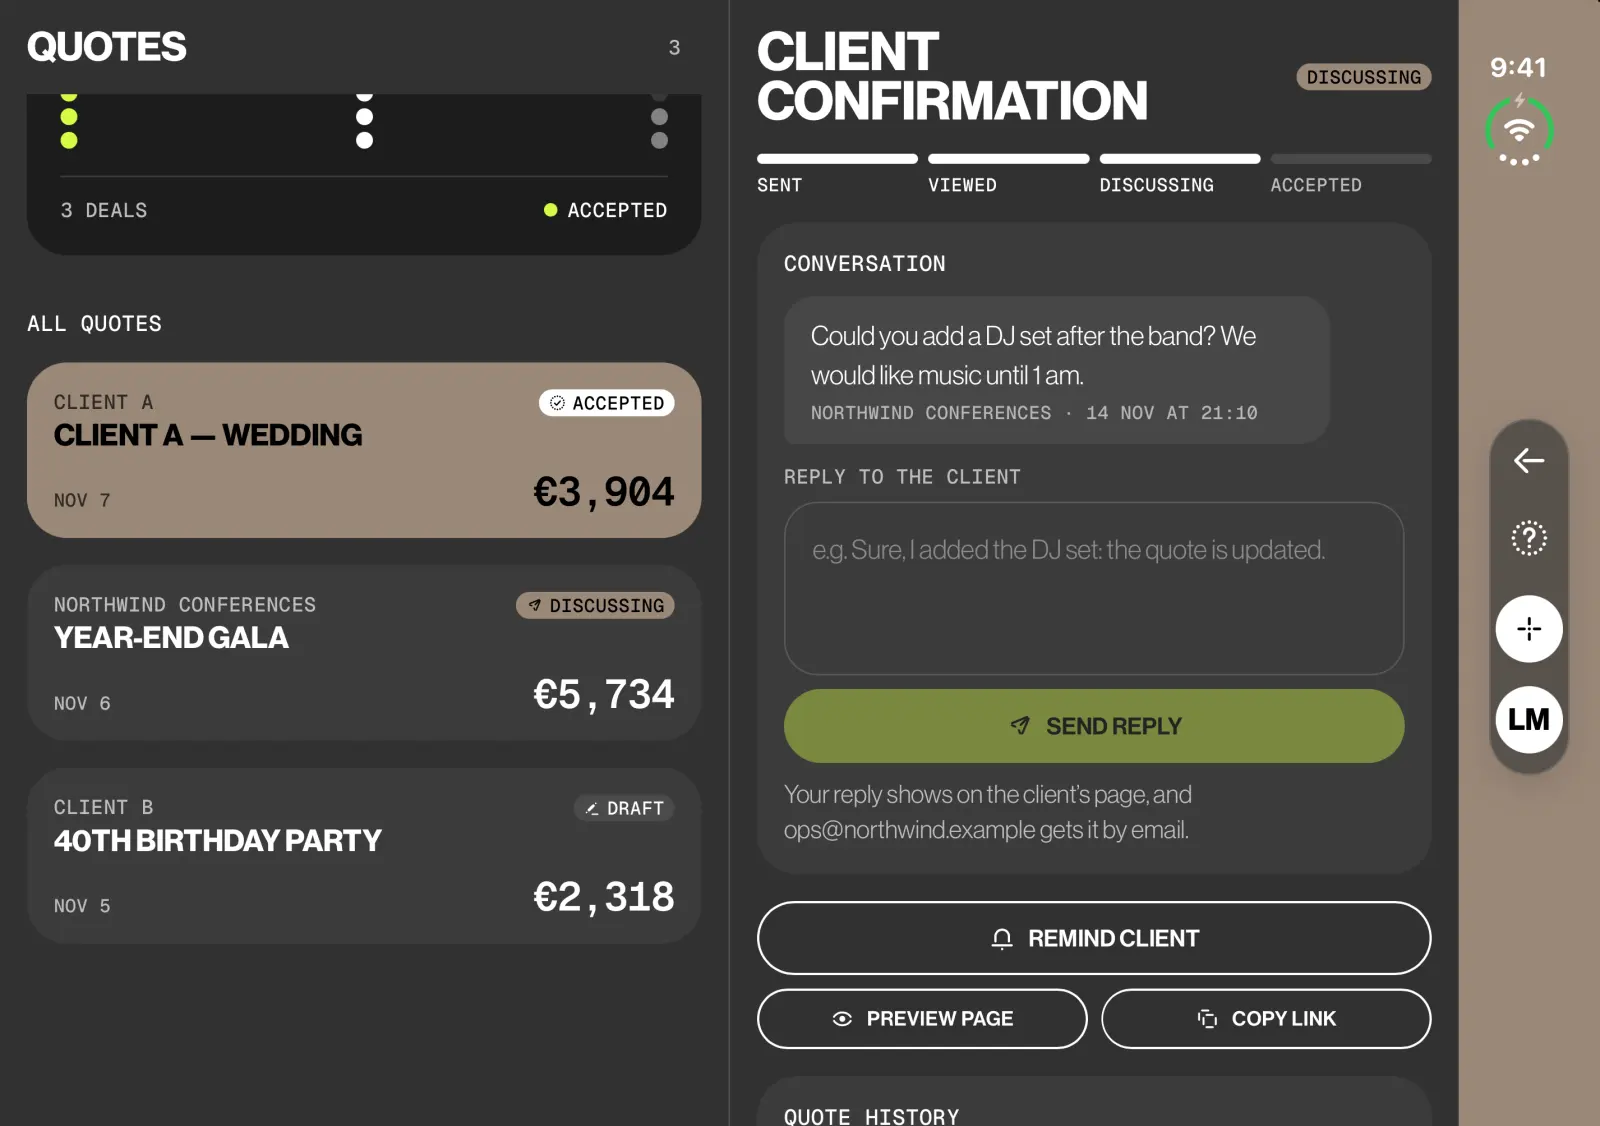 QUOTES
3
3 DEALS
ACCEPTED
ALL QUOTES
CLIENT A
ACCEPTED
CLIENT A — WEDDING
NOV 7
€3,904
NORTHWIND CONFERENCES
DISCUSSING
YEAR-END GALA
NOV 6
€5,734
CLIENT B
DRAFT
40TH BIRTHDAY PARTY
NOV 5
€2,318
CLIENT
CONFIRMATION
DISCUSSING
SENT
VIEWED
DISCUSSING
ACCEPTED
CONVERSATION
Could you add a DJ set after the band? We
would like music until 1 am.
NORTHWIND CONFERENCES · 14 NOV AT 21:10
REPLY TO THE CLIENT
e.g. Sure, I added the DJ set: the quote is updated.
SEND REPLY
Your reply shows on the client's page, and
ops@northwind.example gets it by email.
REMIND CLIENT
PREVIEW PAGE
COPY LINK
QUOTE HISTORY
9:41
?
LM